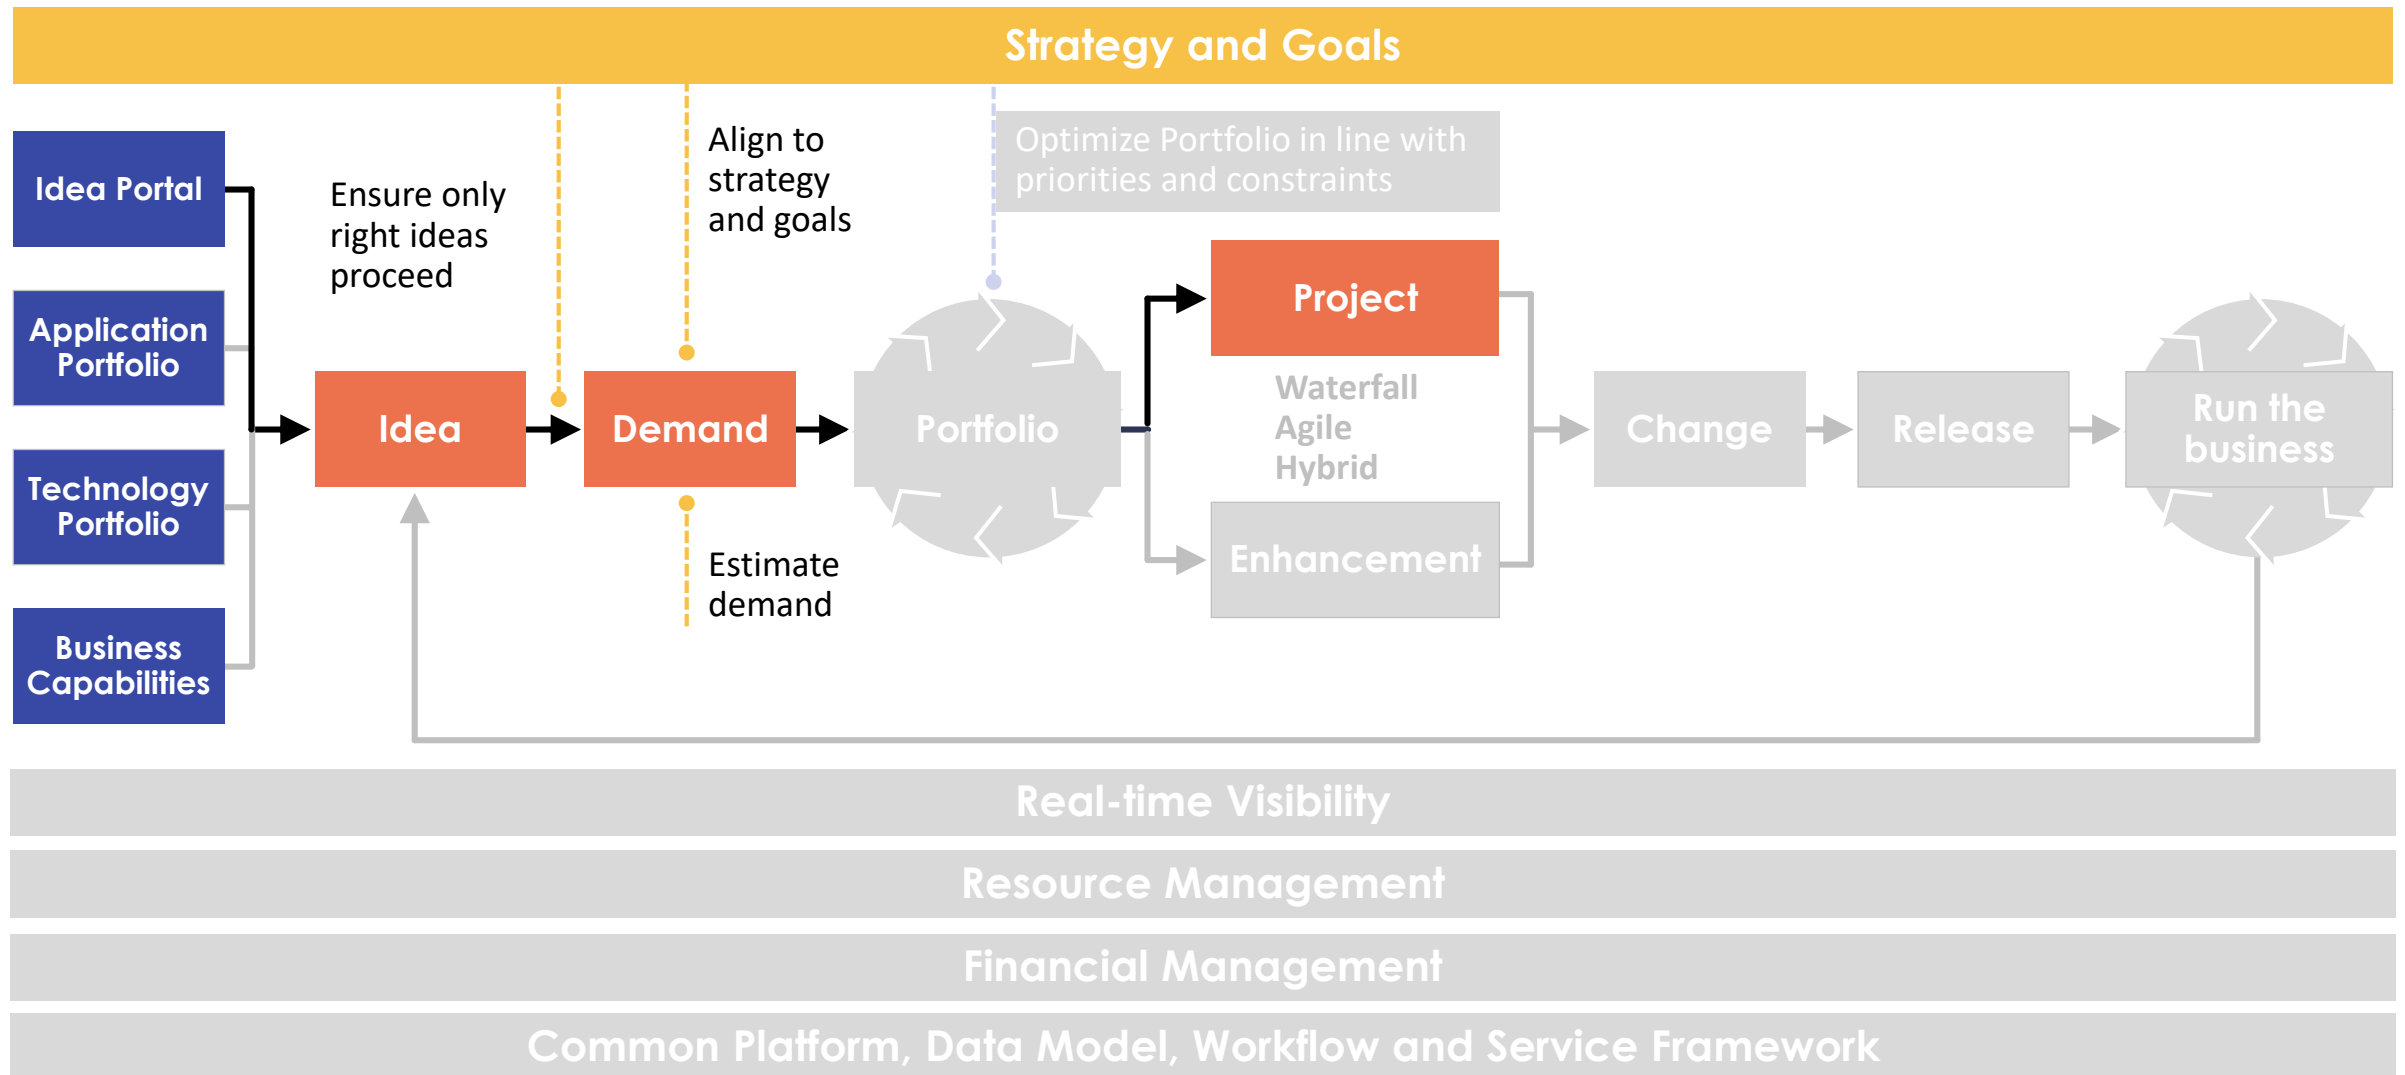 Strategy and Goals
Idea Portal
Application
Portfolio
Technology
Portfolio
Business
Capabilities
Ensure only
right ideas
proceed
Idea
Align to
strategy
and goals
Demand
Estimate
demand
Optimize Portfolio in line with
priorities and constraints
Portfolio
Project
Waterfall
Agile
Hybrid
Enhancement
Change
Release
Run the
business
Real-time Visibility
Resource Management
Financial Management
Common Platform, Data Model, Workflow and Service Framework